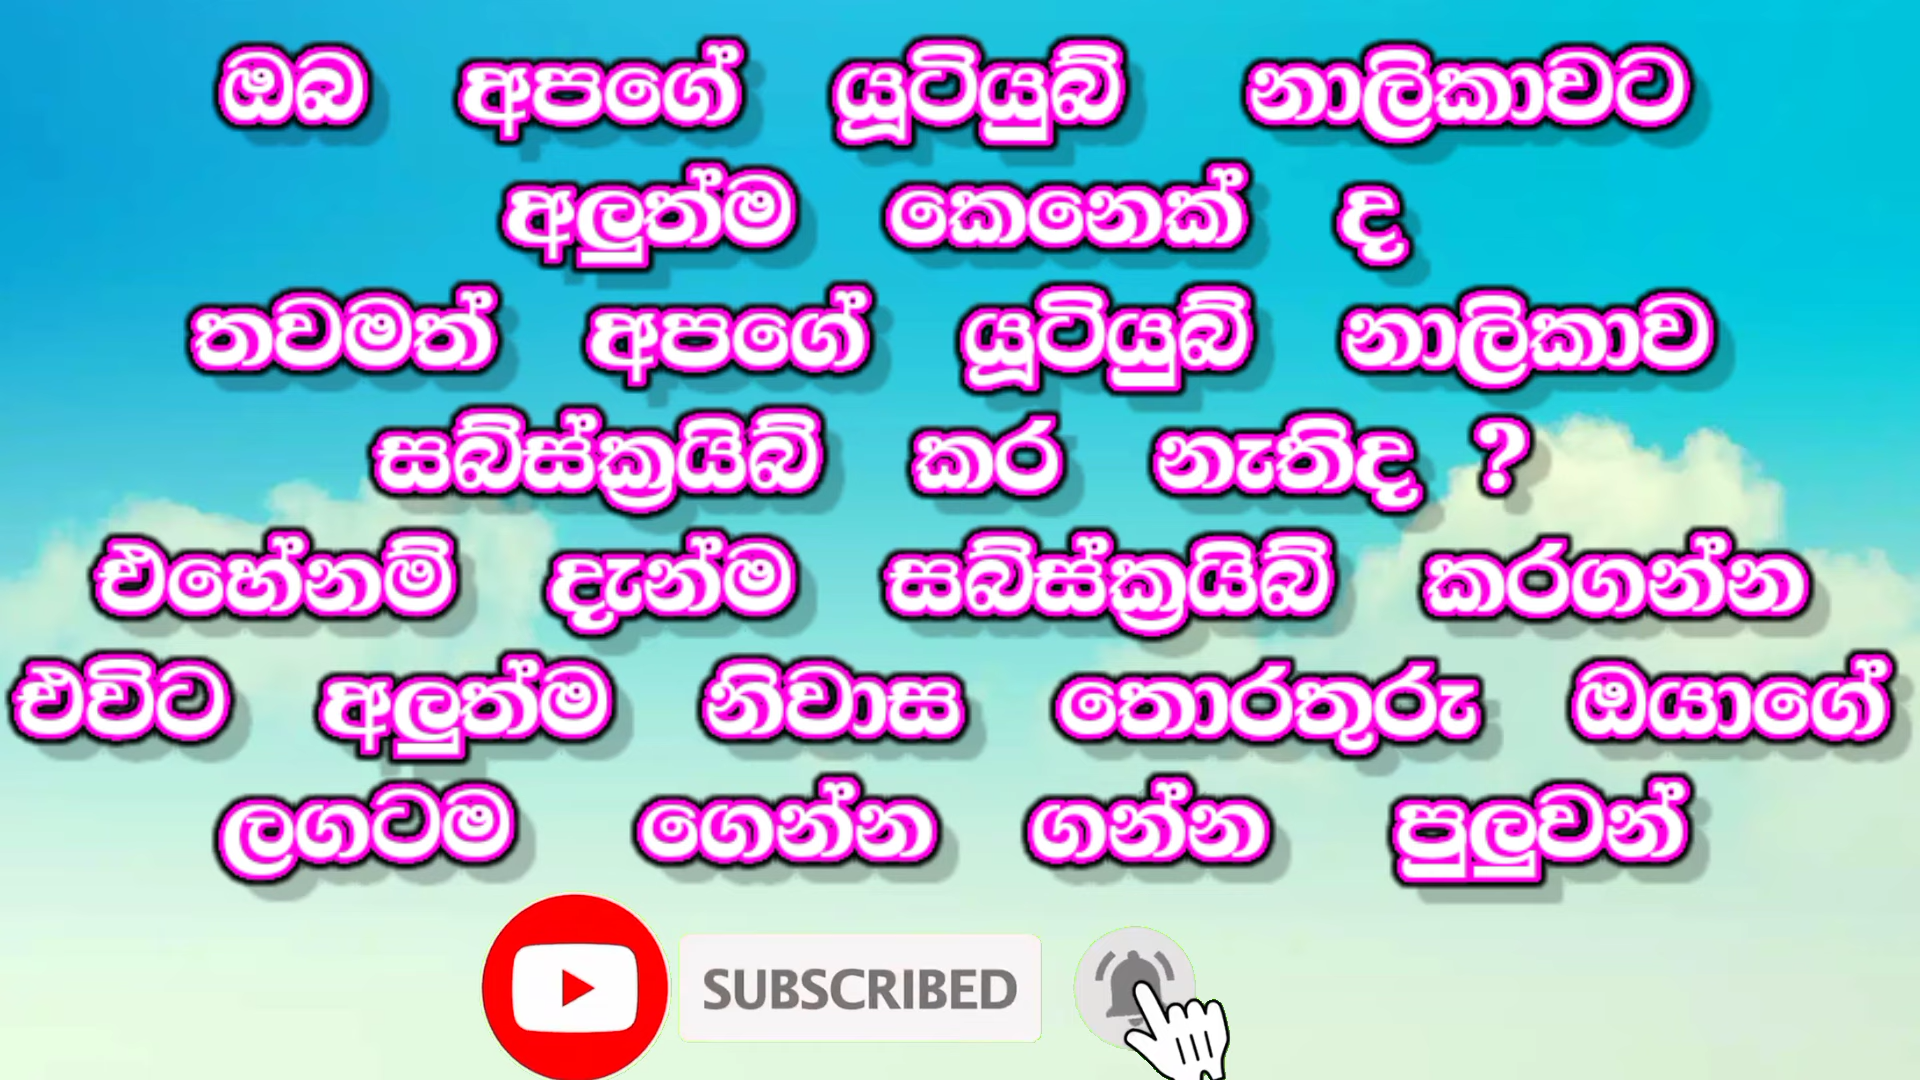 ඔබ අපගේ යූටියුබ් නාලිකාවට
අලුත්ම කෙනෙක් ද
තවමත් අපගේ යූටියුබ් නාලිකාව
සබ්ස්ක්‍රයිබ් කර නැතිද ?
එහේනම් දැන්ම සබ්ස්ක්‍රයිබ් කරගන්න
එවිට අලුත්ම නිවාස තොරතුරු ඔයාගේ
ලගටම ගෙන්න ගන්න පුලුවන්
SUBSCRIBED